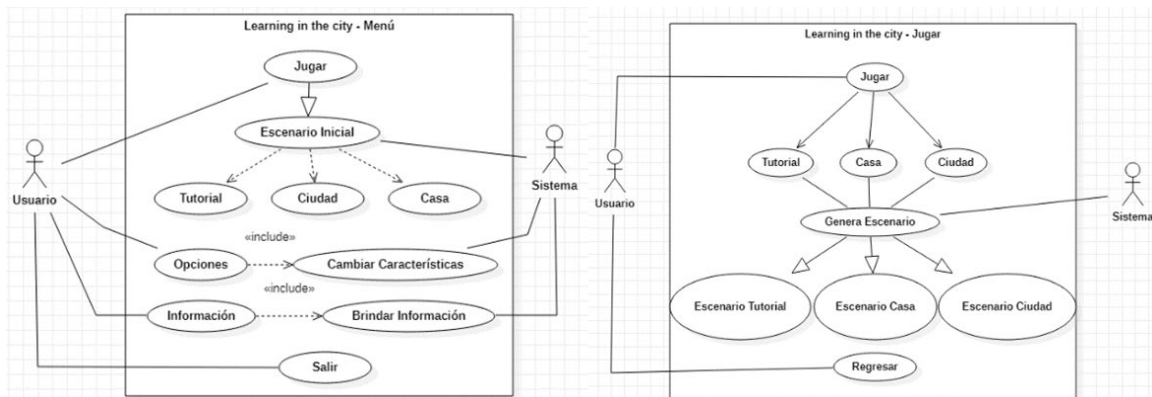 Learning in the city - Menú
Jugar
Escenario Inicial
Usuario
Sistema
Tutorial
Ciudad
Casa
«include»
Opciones
Cambiar Características
«include»
Información
Brindar Información
Salir
Learning in the city - Jugar
Jugar
Tutorial
Casa
Ciudad
Usuario
Sistema
Genera Escenario
Escenario Tutorial
Escenario Casa
Escenario Ciudad
Regresar